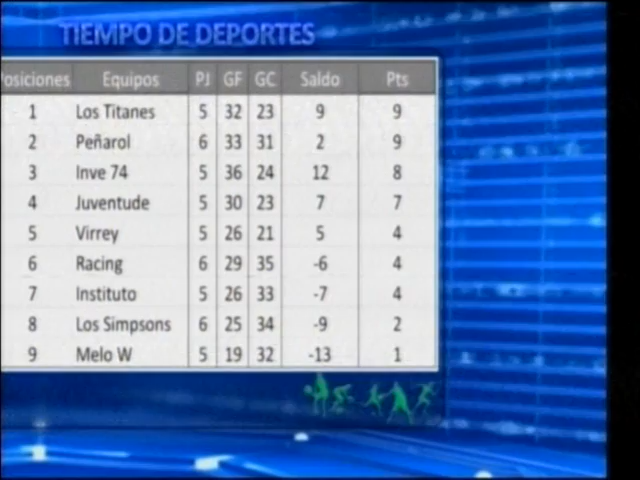 TIEMPO DE DEPORTES
osiciones Equipos PJ GF GC Saldo Pts
1 Los Titanes 5 32 23 9 9
2 Peñarol 6 33 31 2 9
3 Inve 74 5 36 24 12 8
4 Juventude 5 30 23 7 7
5 Virrey 5 26 21 5 4
6 Racing 6 29 35 -6 4
7 Instituto 5 26 33 -7 4
8 Los Simpsons 6 25 34 -9 2
9 Melo W 5 19 32 -13 1